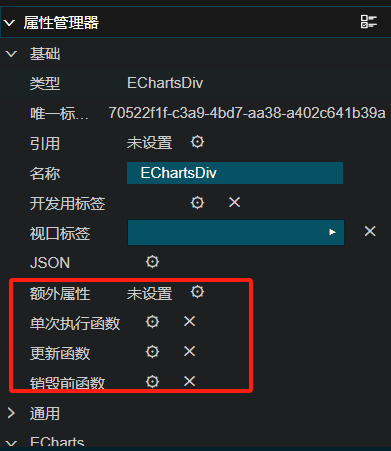 属性管理器
基础
类型 EChartsDiv
唯一标... 70522f1f-c3a9-4bd7-aa38-a402c641b39a
引用 未设置
名称 EChartsDiv
开发用标签
视口标签
JSON
额外属性 未设置
单次执行函数
更新函数
销毁前函数
通用
ECharts